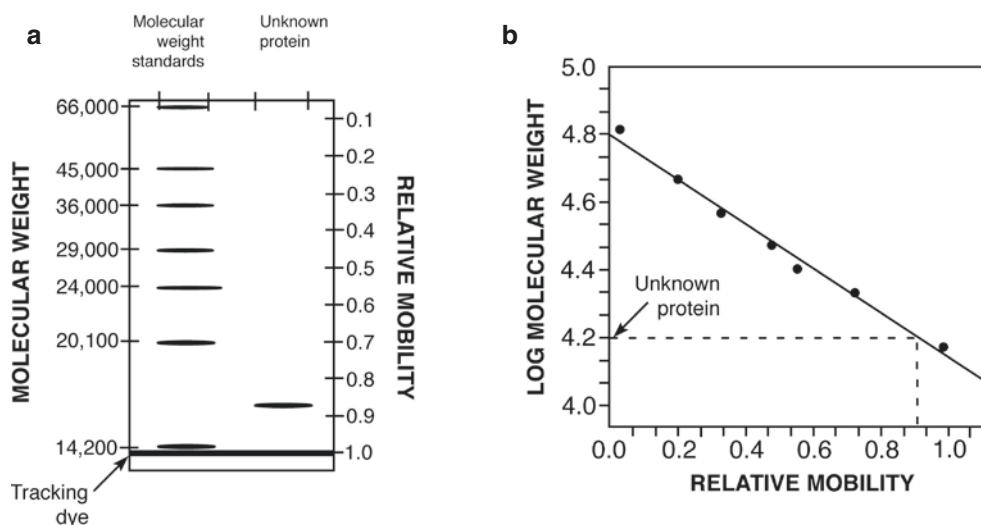 a
Molecular
weight
standards
Unknown
protein
MOLECULAR WEIGHT
66,000
45,000
36,000
29,000
24,000
20,100
14,200
Tracking
dye
0.1
0.2
0.3
0.4
0.5
0.6
0.7
0.8
0.9
1.0
RELATIVE MOBILITY
b
LOG MOLECULAR WEIGHT
5.0
4.8
4.6
4.4
4.2
4.0
Unknown
protein
0.0 0.2 0.4 0.6 0.8 1.0
RELATIVE MOBILITY